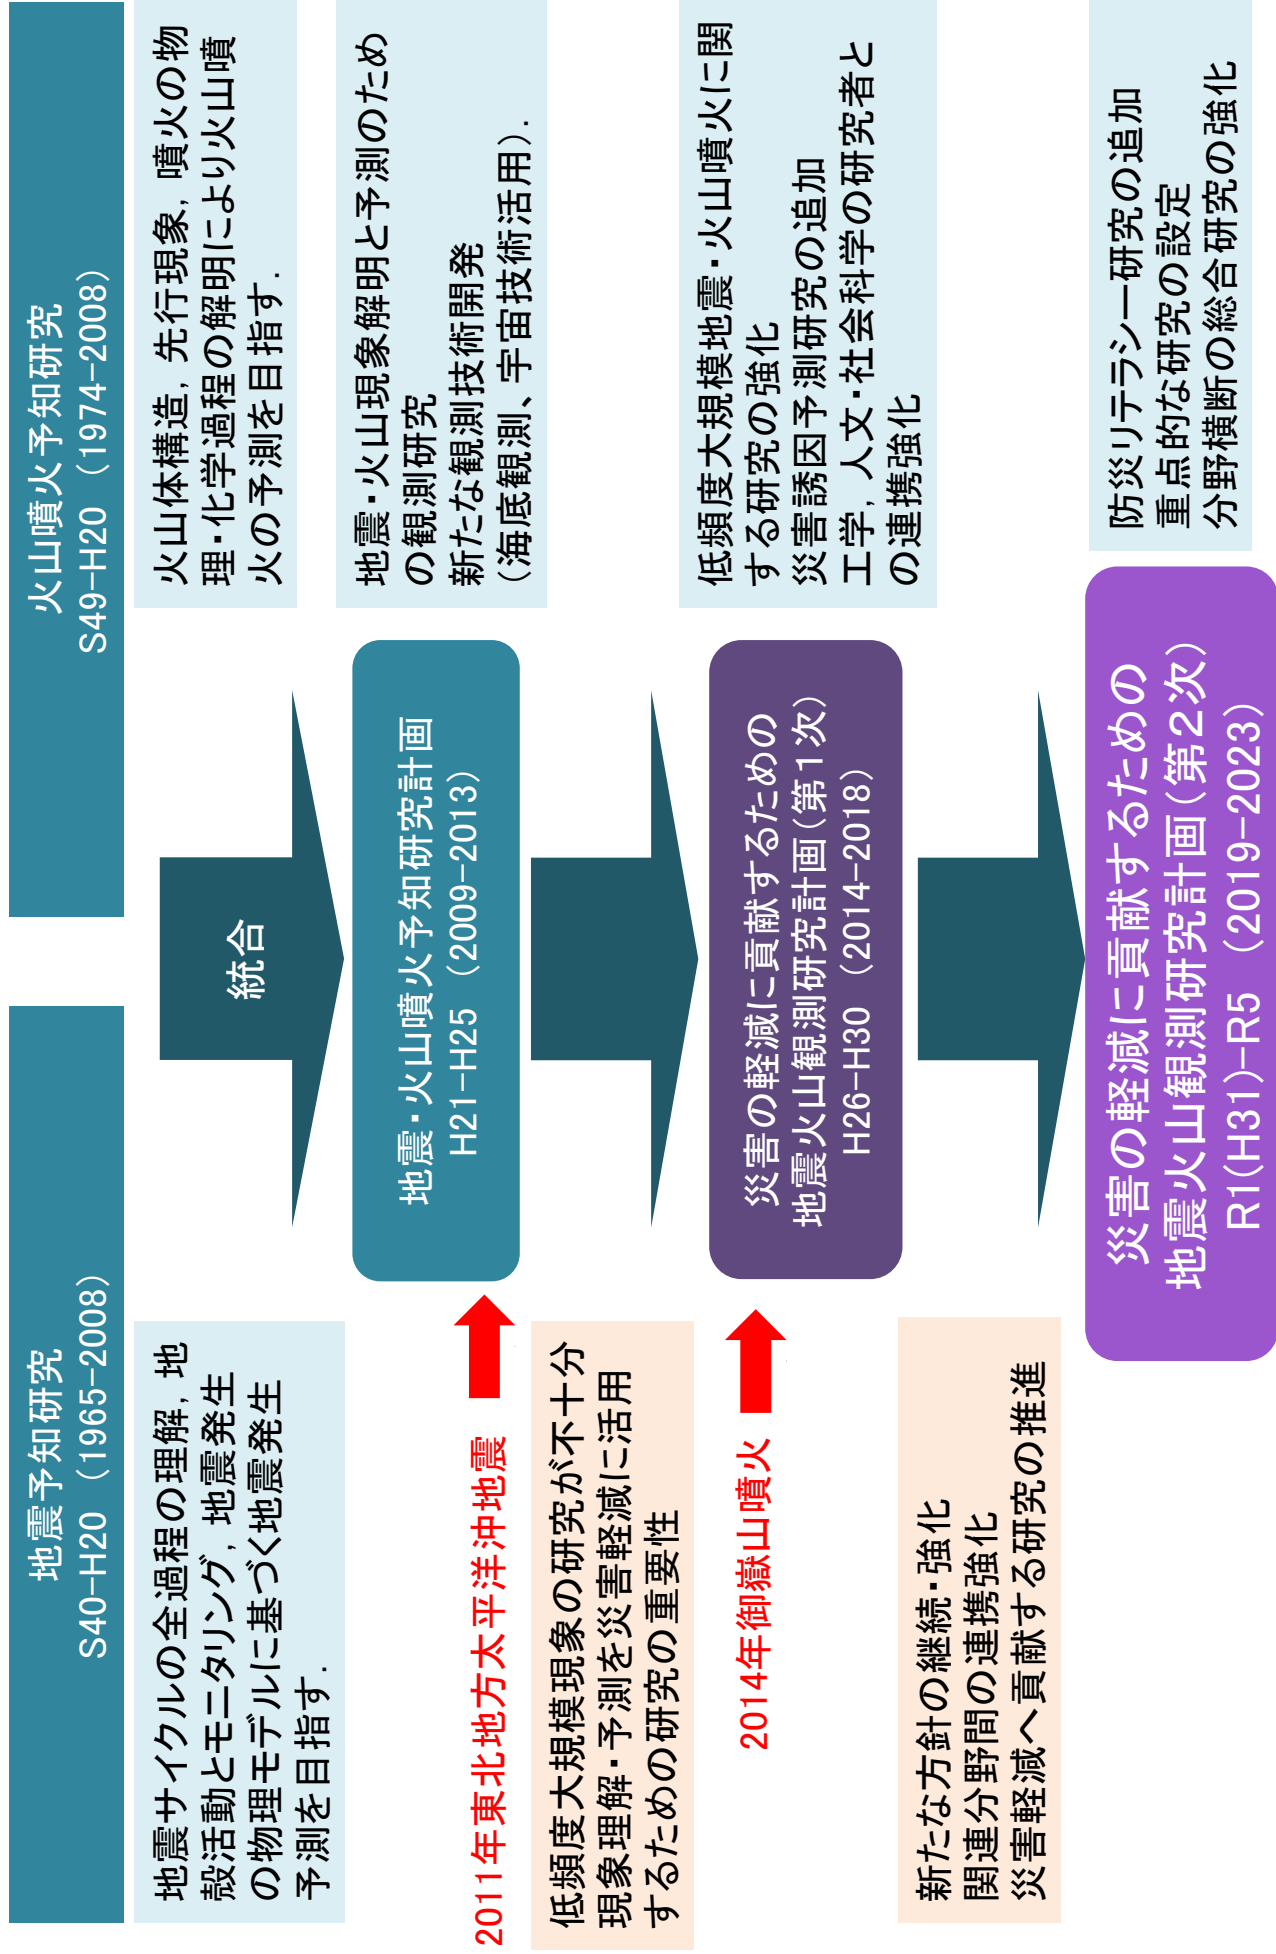 地震予知研究
S40-H20 (1965-2008)
火山噴火予知研究
S49-H20 (1974-2008)
地震サイクルの全過程の理解, 地
殻活動とモニタリング, 地震発生
の物理モデルに基づく地震発生
予測を目指す.
統合
火山体構造, 先行現象, 噴火の物
理・化学過程の解明により火山噴
火の予測を目指す.
地震・火山噴火予知研究計画
H21-H25 (2009-2013)
地震・火山現象解明と予測のため
の観測研究
新たな観測技術開発
(海底観測、宇宙技術活用).
2011年東北地方太平洋沖地震
低頻度大規模現象の研究が不十分
現象理解・予測を災害軽減に活用
するための研究の重要性
災害の軽減に貢献するための
地震火山観測研究計画(第1次)
H26-H30 (2014-2018)
低頻度大規模地震・火山噴火に関
する研究の強化
災害誘因予測研究の追加
工学, 人文・社会科学の研究者と
の連携強化
2014年御嶽山噴火
新たな方針の継続・強化
関連分野間の連携強化
災害軽減へ貢献する研究の推進
災害の軽減に貢献するための
地震火山観測研究計画(第2次)
R1(H31)-R5 (2019-2023)
防災リテラシー研究の追加
重点的な研究の設定
分野横断の総合研究の強化